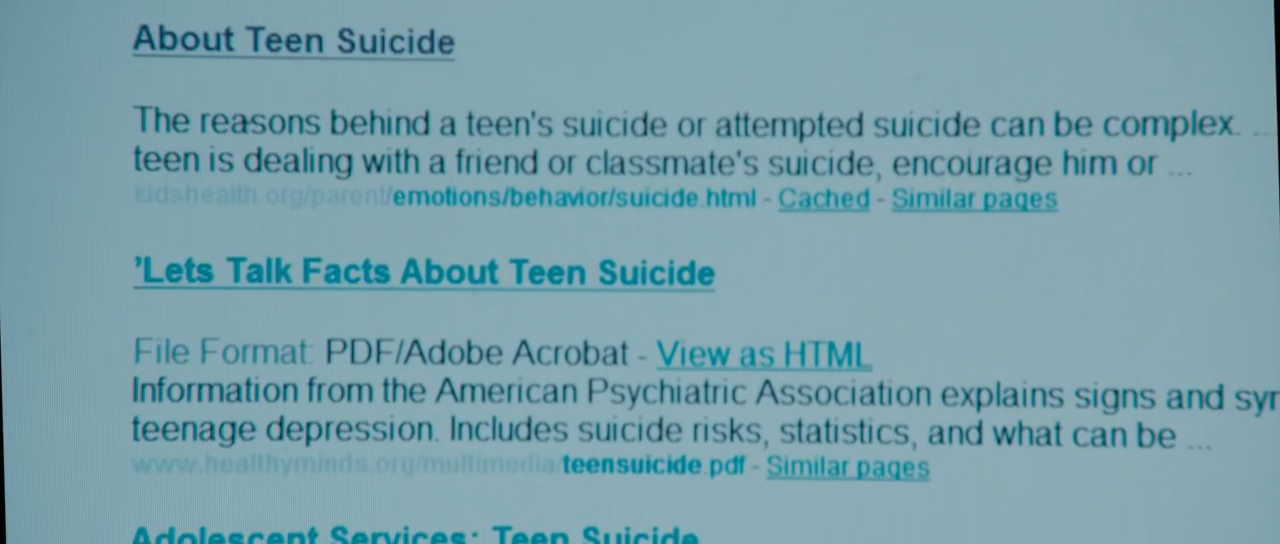 About Teen Suicide
The reasons behind a teen's suicide or attempted suicide can be complex. ...
teen is dealing with a friend or classmate's suicide, encourage him or ...
kidshealth.org/parent/emotions/behavior/suicide.html - Cached - Similar pages
'Lets Talk Facts About Teen Suicide
File Format: PDF/Adobe Acrobat - View as HTML
Information from the American Psychiatric Association explains signs and
teenage depression. Includes suicide risks, statistics, and what can be ...
www.healthyminds.org/multimedia/teensuicide.pdf - Similar pages
Adolescent Services: Teen Suicide